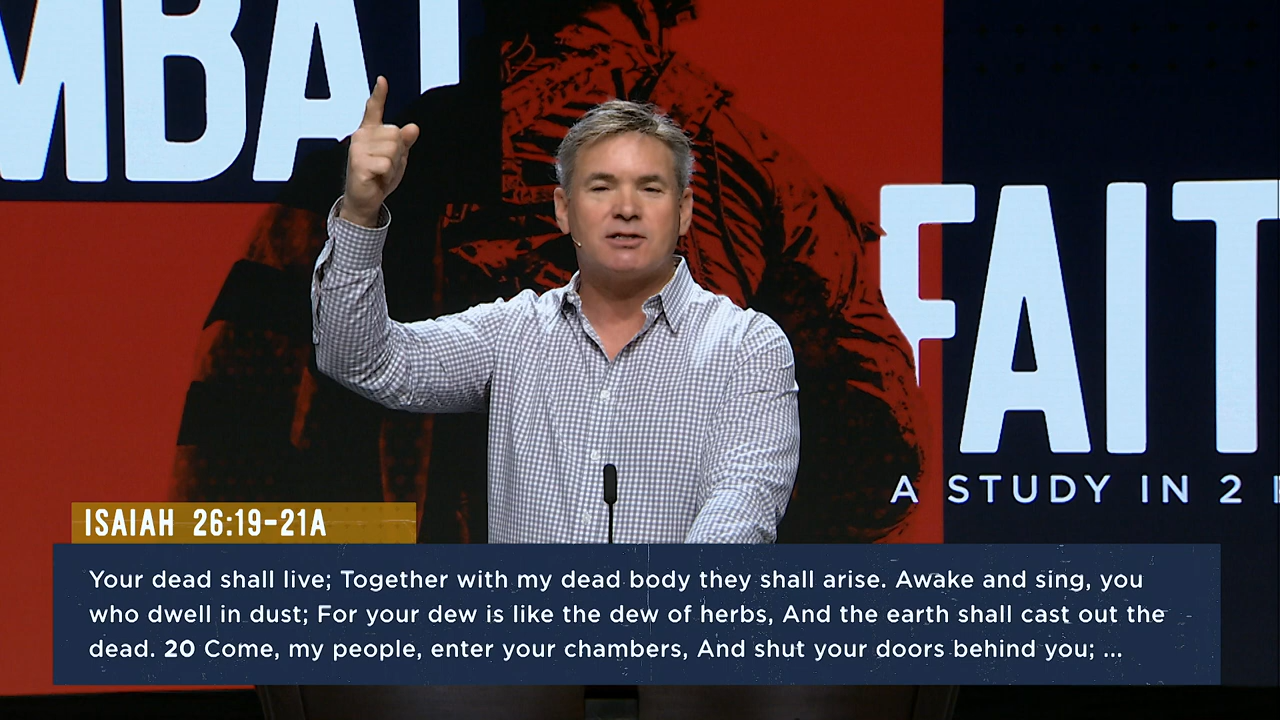 MBAT
FAIT
A STUDY IN 2
ISAIAH 26:19-21A
Your dead shall live; Together with my dead body they shall arise. Awake and sing, you
who dwell in dust; For your dew is like the dew of herbs, And the earth shall cast out the
dead. 20 Come, my people, enter your chambers, And shut your doors behind you; ...